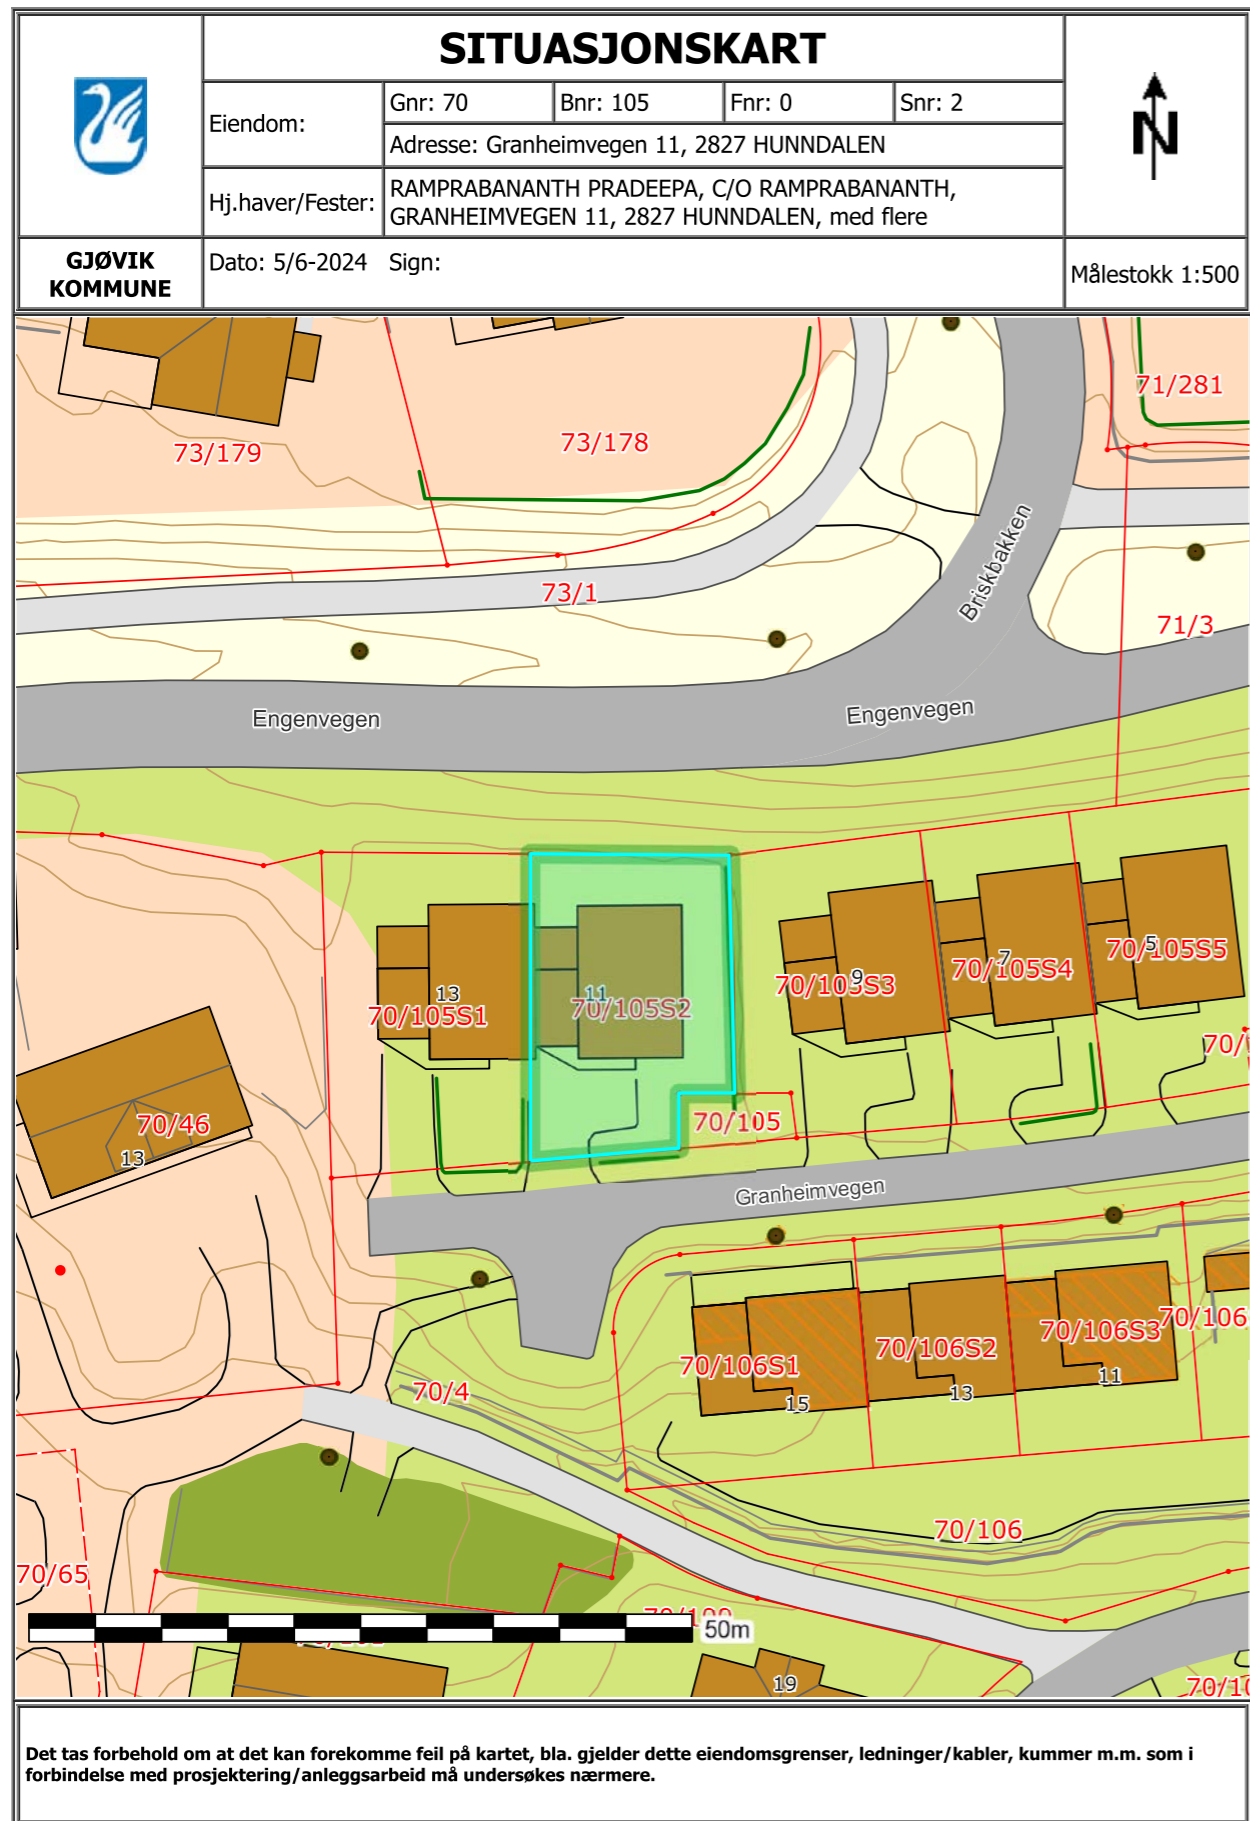 SITUASJONSKART
Eiendom:
Gnr: 70
Bnr: 105
Fnr: 0
Snr: 2
Adresse: Granheimvegen 11, 2827 HUNNDALEN
Hj.haver/Fester:
RAMPRABANANTH PRADEEPA, C/O RAMPRABANANTH,
GRANHEIMVEGEN 11, 2827 HUNNDALEN, med flere
N
GJØVIK
KOMMUNE
Dato: 5/6-2024 Sign:
Målestokk 1:500
71/281
73/179
73/178
Briskbakken
73/1
71/3
Engenvegen
Engenvegen
13
70/105S1
11
70/105S2
9
70/105S3
7
70/105S4
5
70/105S5
70/
70/46
13
70/105
Granheimvegen
70/106S1
15
70/106S2
13
70/106S3
11
70/106
70/4
70/106
70/65
50m
19
70/10
Det tas forbehold om at det kan forekomme feil på kartet, bla. gjelder dette eiendomsgrenser, ledninger/kabler, kummer m.m. som i
forbindelse med prosjektering/anleggsarbeid må undersøkes nærmere.